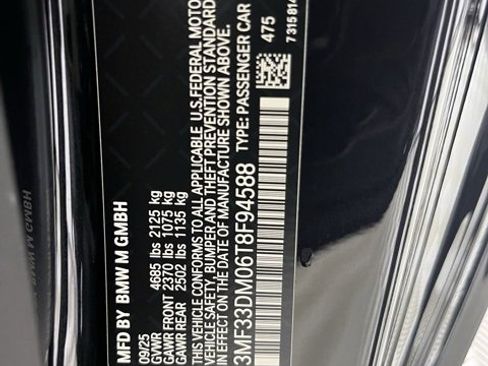 MFD BY BMW M GMBH
09/25
GVWR 4685 lbs 2125 kg
GAWR FRONT 2370 lbs 1075 kg
GAWR REAR 2502 lbs 1135 kg
THIS VEHICLE CONFORMS TO ALL APPLICABLE U.S. FEDERAL MOTOR
VEHICLE SAFETY, BUMPER AND THEFT PREVENTION STANDARD
IN EFFECT ON THE DATE OF MANUFACTURE SHOWN ABOVE.
3MF33DM06T8F94588 TYPE: PASSENGER CAR
475
731581